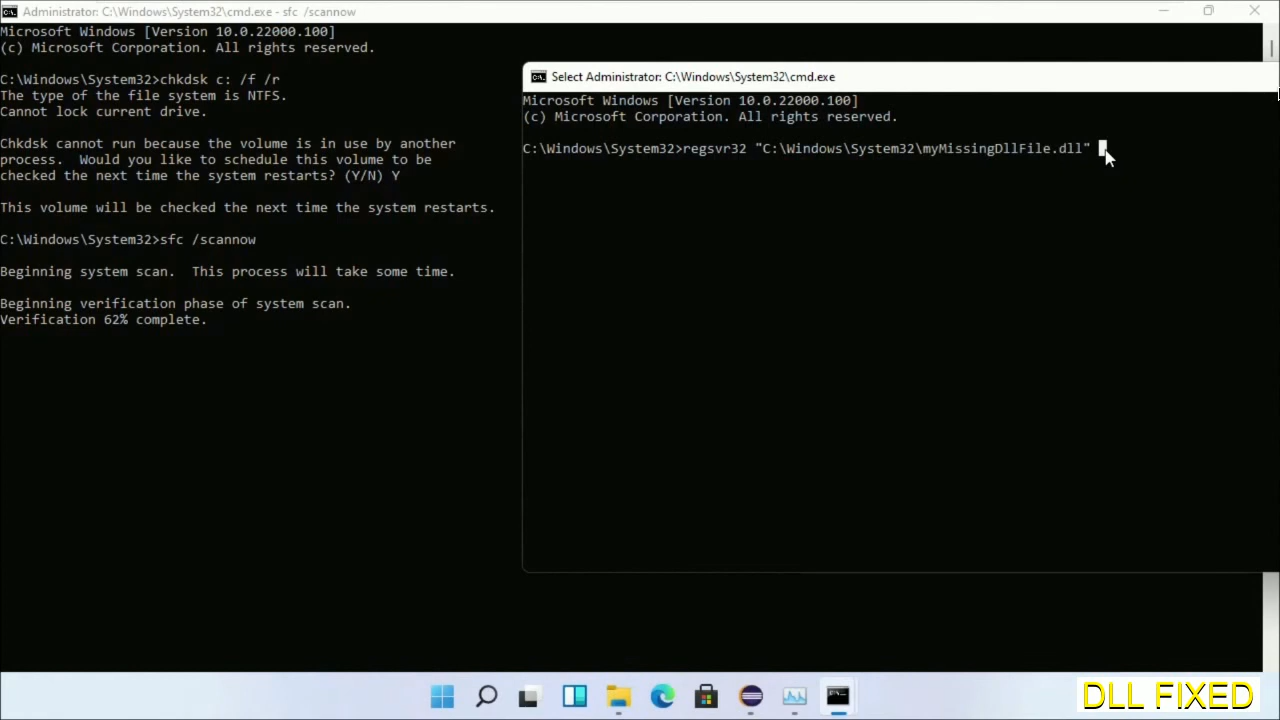 Administrator: C:\Windows\System32\cmd.exe - sfc /scannow
Microsoft Windows [Version 10.0.22000.100]
(c) Microsoft Corporation. All rights reserved.
C:\Windows\System32>chkdsk c: /f /r
The type of the file system is NTFS.
Cannot lock current drive.
Chkdsk cannot run because the volume is in use by another
process.  Would you like to schedule this volume to be
checked the next time the system restarts? (Y/N) Y
This volume will be checked the next time the system restarts.
C:\Windows\System32>sfc /scannow
Beginning system scan.  This process will take some time.
Beginning verification phase of system scan.
Verification 62% complete.
Select Administrator: C:\Windows\System32\cmd.exe
Microsoft Windows [Version 10.0.22000.100]
(c) Microsoft Corporation. All rights reserved.
C:\Windows\System32>regsvr32 "C:\Windows\System32\myMissingDllFile.dll"
DLL FIXED